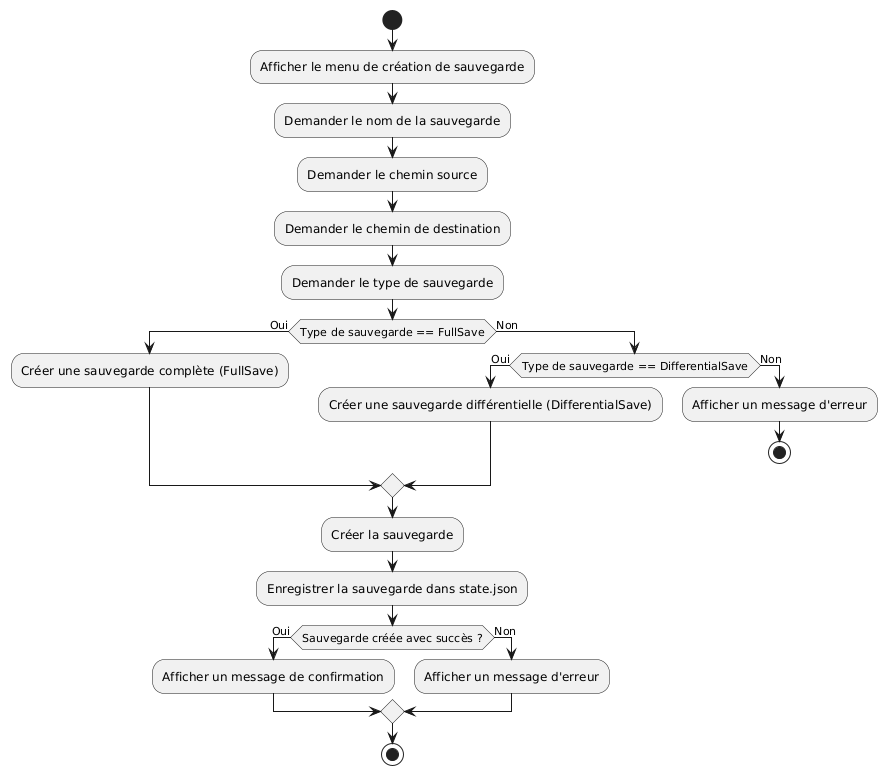 Afficher le menu de création de sauvegarde
Demander le nom de la sauvegarde
Demander le chemin source
Demander le chemin de destination
Demander le type de sauvegarde
Oui
Type de sauvegarde == FullSave
Non
Créer une sauvegarde complète (FullSave)
Oui
Type de sauvegarde == DifferentialSave
Non
Créer une sauvegarde différentielle (DifferentialSave)
Afficher un message d'erreur
Créer la sauvegarde
Enregistrer la sauvegarde dans state.json
Oui
Sauvegarde créée avec succès ?
Non
Afficher un message de confirmation
Afficher un message d'erreur